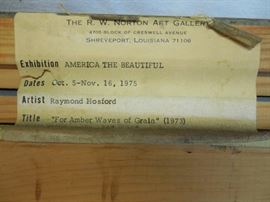 THE R. W. NORTON ART GALLERY
4700 BLOCK OF CRESWELL AVENUE
SHREVEPORT, LOUISIANA 71106
Exhibition AMERICA THE BEAUTIFUL
Dates Oct. 5-Nov. 16, 1975
Artist Raymond Hosford
Title "For Amber Waves of Grain" (1973)